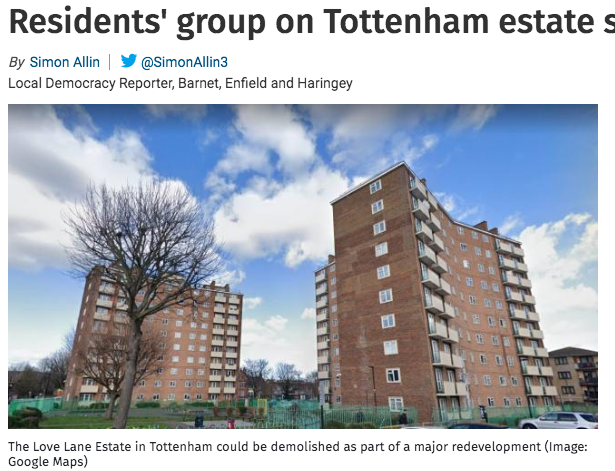 Residents' group on Tottenham estate
By Simon Allin | @SimonAllin3
Local Democracy Reporter, Barnet, Enfield and Haringey
The Love Lane Estate in Tottenham could be demolished as part of a major redevelopment (Image:
Google Maps)